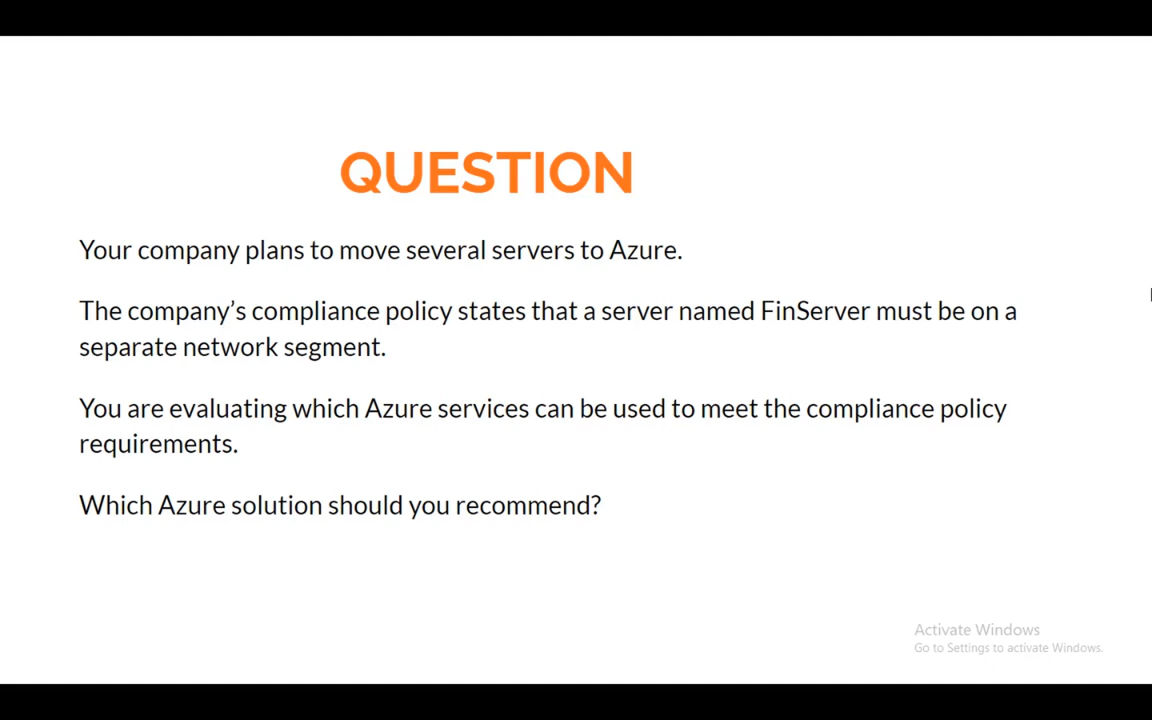 QUESTION
Your company plans to move several servers to Azure.
The company’s compliance policy states that a server named FinServer must be on a
separate network segment.
You are evaluating which Azure services can be used to meet the compliance policy
requirements.
Which Azure solution should you recommend?
Activate Windows
Go to Settings to activate Windows.